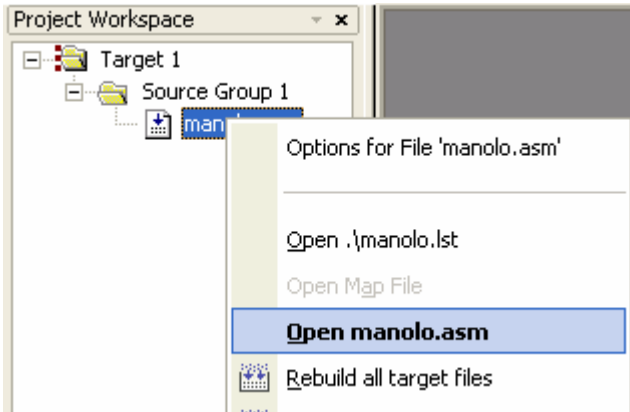 Project Workspace
Target 1
Source Group 1
Options for File 'manolo.asm'
Open .\manolo.lst
Open Map File
Open manolo.asm
Rebuild all target files